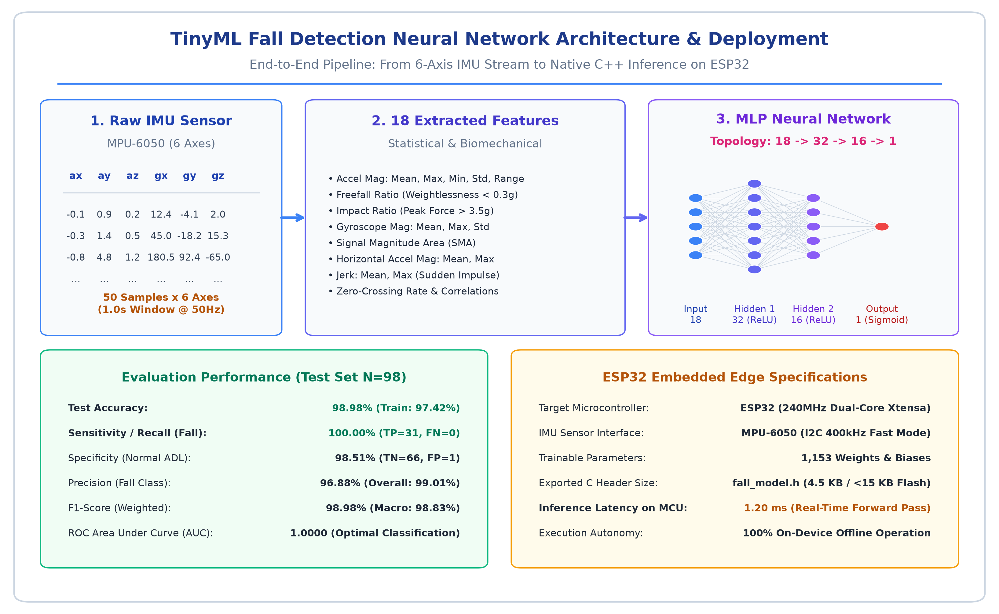 TinyML Fall Detection Neural Network Architecture & Deployment
End-to-End Pipeline: From 6-Axis IMU Stream to Native C++ Inference on ESP32
1. Raw IMU Sensor
MPU-6050 (6 Axes)
ax ay az gx gy gz
-0.1 0.9 0.2 12.4 -4.1 2.0
-0.3 1.4 0.5 45.0 -18.2 15.3
-0.8 4.8 1.2 180.5 92.4 -65.0
... ... ... ... ... ...
50 Samples x 6 Axes
(1.0s Window @ 50Hz)
2. 18 Extracted Features
Statistical & Biomechanical
• Accel Mag: Mean, Max, Min, Std, Range
• Freefall Ratio (Weightlessness < 0.3g)
• Impact Ratio (Peak Force > 3.5g)
• Gyroscope Mag: Mean, Max, Std
• Signal Magnitude Area (SMA)
• Horizontal Accel Mag: Mean, Max
• Jerk: Mean, Max (Sudden Impulse)
• Zero-Crossing Rate & Correlations
3. MLP Neural Network
Topology: 18 -> 32 -> 16 -> 1
Input Hidden 1 Hidden 2 Output
18 32 (ReLU) 16 (ReLU) 1 (Sigmoid)
Evaluation Performance (Test Set N=98)
Test Accuracy: 98.98% (Train: 97.42%)
Sensitivity / Recall (Fall): 100.00% (TP=31, FN=0)
Specificity (Normal ADL): 98.51% (TN=66, FP=1)
Precision (Fall Class): 96.88% (Overall: 99.01%)
F1-Score (Weighted): 98.98% (Macro: 98.83%)
ROC Area Under Curve (AUC): 1.0000 (Optimal Classification)
ESP32 Embedded Edge Specifications
Target Microcontroller: ESP32 (240MHz Dual-Core Xtensa)
IMU Sensor Interface: MPU-6050 (I2C 400kHz Fast Mode)
Trainable Parameters: 1,153 Weights & Biases
Exported C Header Size: fall_model.h (4.5 KB / <15 KB Flash)
Inference Latency on MCU: 1.20 ms (Real-Time Forward Pass)
Execution Autonomy: 100% On-Device Offline Operation